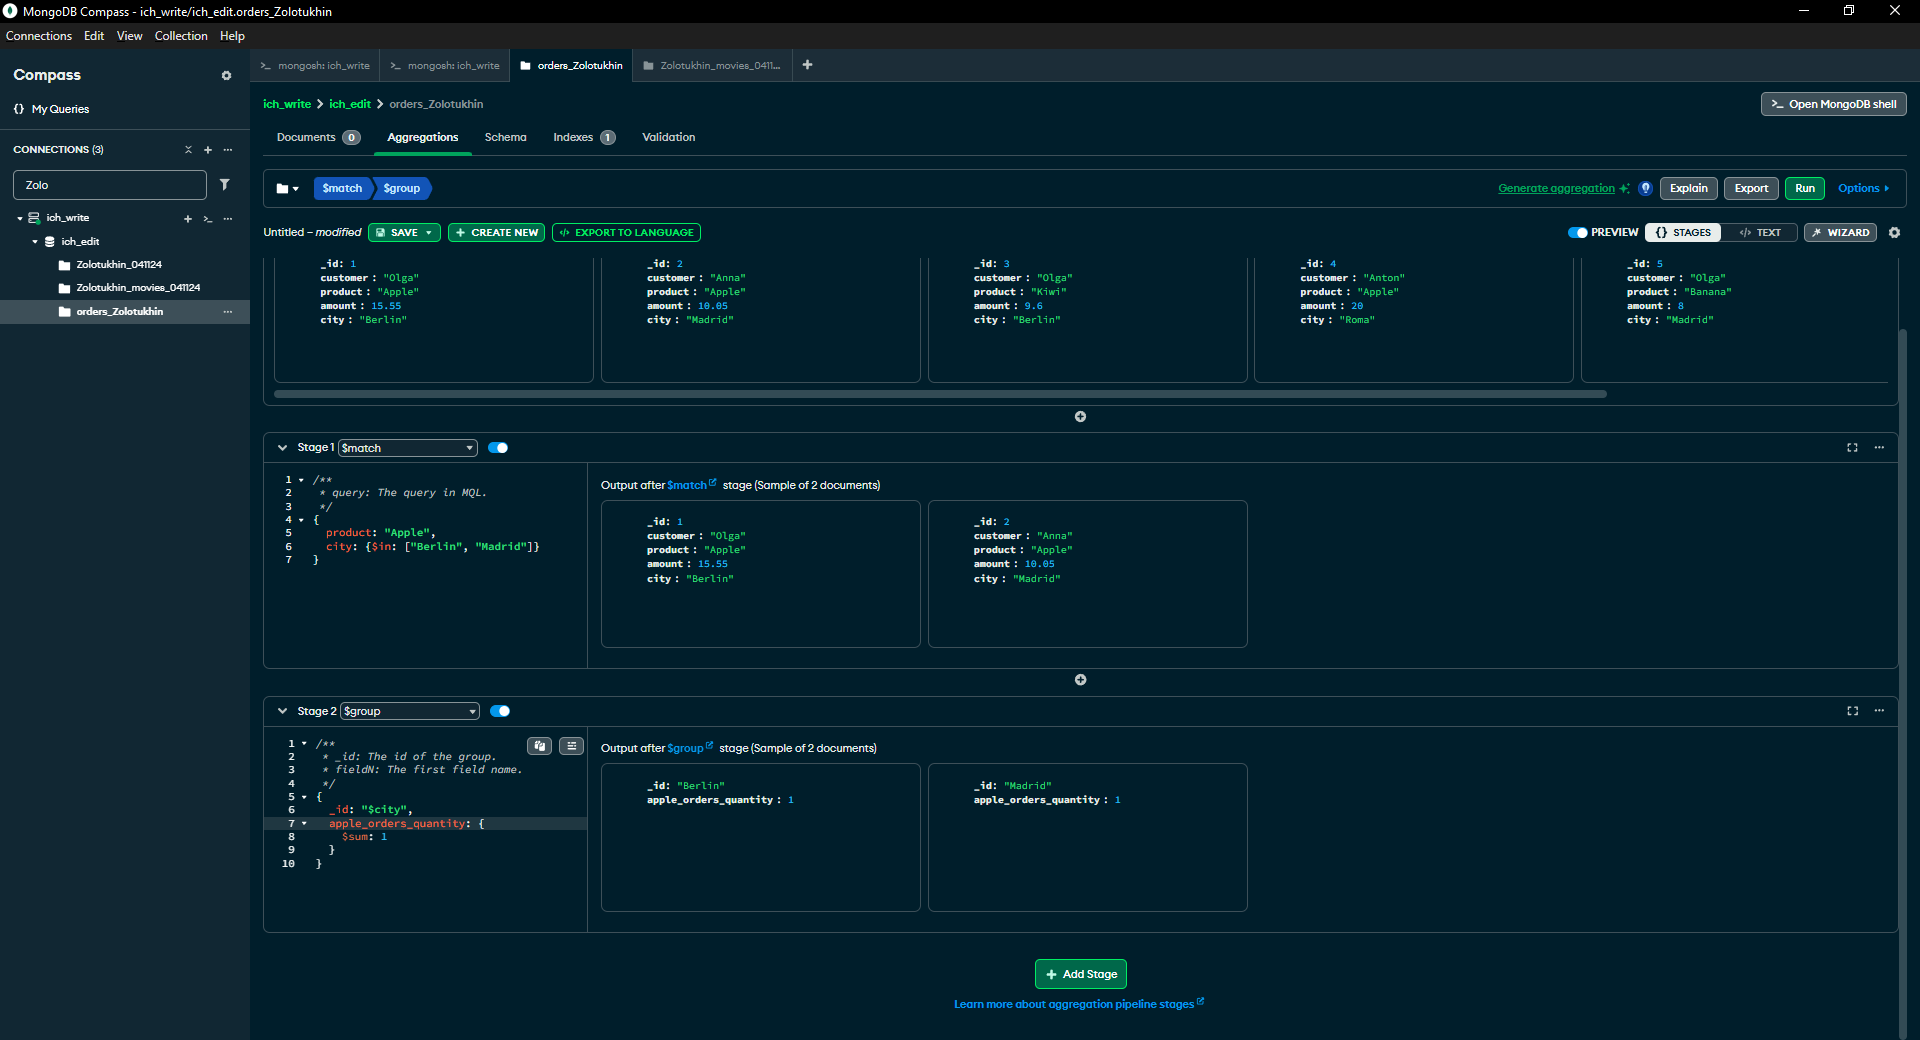 MongoDB Compass - ich_write/ich_edit.orders_Zolotukhin
Connections Edit View Collection Help
Compass
{} My Queries
CONNECTIONS (3)
Zolo
ich_write
ich_edit
Zolotukhin_041124
Zolotukhin_movies_041124
orders_Zolotukhin
>_ mongosh: ich_write
>_ mongosh: ich_write
orders_Zolotukhin
Zolotukhin_movies_0411...
ich_write > ich_edit > orders_Zolotukhin
>_ Open MongoDB shell
Documents 0 Aggregations Schema Indexes 1 Validation
$match $group
Generate aggregation Explain Export Run Options
Untitled – modified SAVE + CREATE NEW </> EXPORT TO LANGUAGE
PREVIEW {} STAGES </> TEXT WIZARD
_id: 1
customer : "Olga"
product : "Apple"
amount : 15.55
city : "Berlin"
_id: 2
customer : "Anna"
product : "Apple"
amount : 10.05
city : "Madrid"
_id: 3
customer : "Olga"
product : "Kiwi"
amount : 9.6
city : "Berlin"
_id: 4
customer : "Anton"
product : "Apple"
amount : 20
city : "Roma"
_id: 5
customer : "Olga"
product : "Banana"
amount : 8
city : "Madrid"
Stage 1 $match
1 /**
2 * query: The query in MQL.
3 */
4 {
5 product: "Apple",
6 city: {$in: ["Berlin", "Madrid"]}
7 }
Output after $match stage (Sample of 2 documents)
_id: 1
customer : "Olga"
product : "Apple"
amount : 15.55
city : "Berlin"
_id: 2
customer : "Anna"
product : "Apple"
amount : 10.05
city : "Madrid"
Stage 2 $group
1 /**
2 * _id: The id of the group.
3 * fieldN: The first field name.
4 */
5 {
6 _id: "$city",
7 apple_orders_quantity: {
8 $sum: 1
9 }
10 }
Output after $group stage (Sample of 2 documents)
_id: "Berlin"
apple_orders_quantity : 1
_id: "Madrid"
apple_orders_quantity : 1
+ Add Stage
Learn more about aggregation pipeline stages